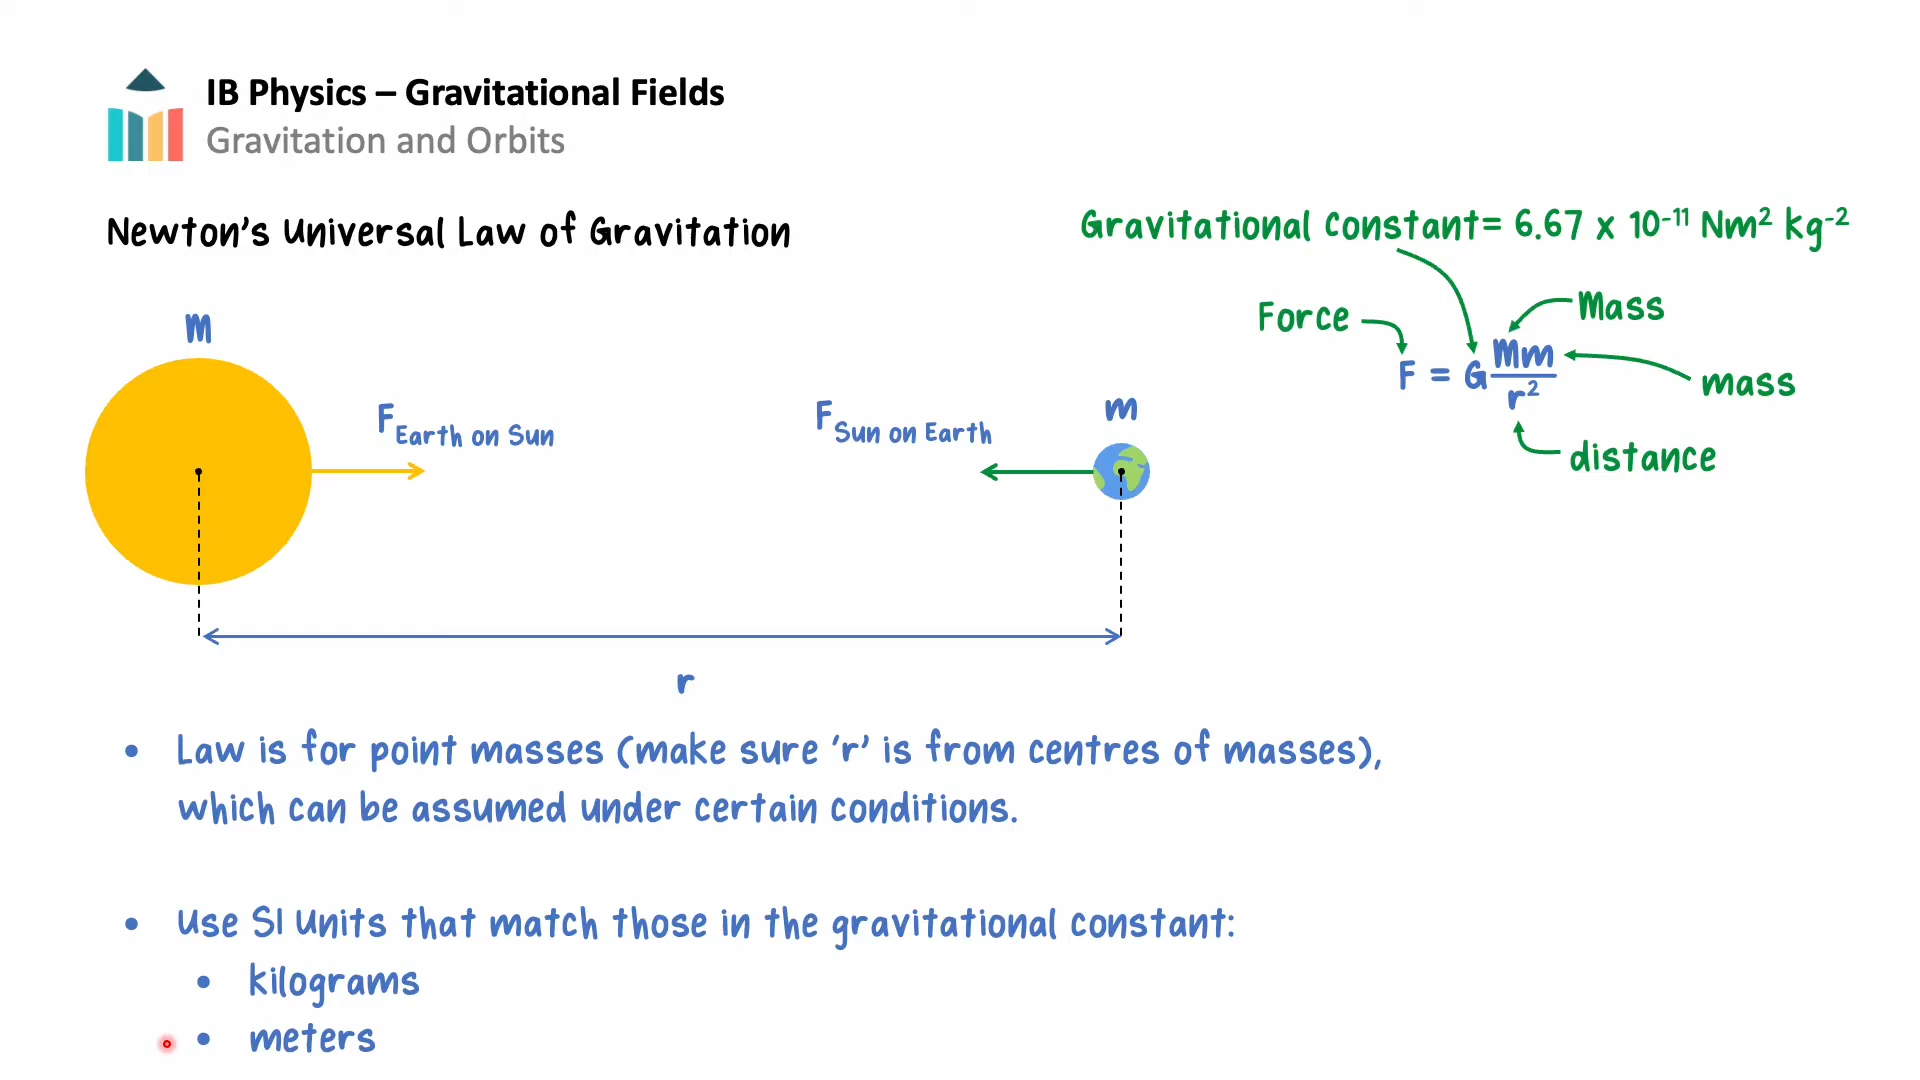 IB Physics – Gravitational Fields
Gravitation and Orbits
Newton's Universal Law of Gravitation
Gravitational Constant= 6.67 x 10⁻¹¹ Nm² kg⁻²
Force
Mass
F = G Mm/r²
mass
distance
M
F Earth on Sun
F Sun on Earth
m
r
• Law is for point masses (make sure 'r' is from centres of masses),
which can be assumed under certain conditions.
• Use SI Units that match those in the gravitational constant:
• kilograms
• meters